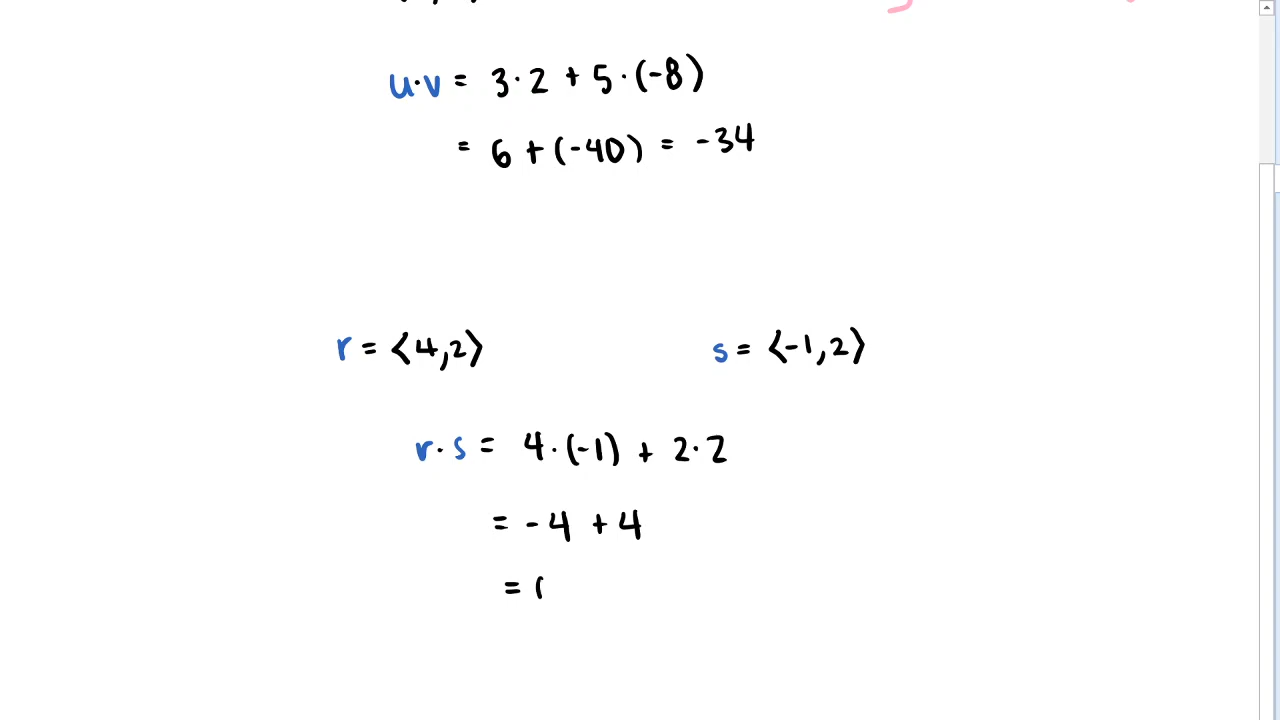 u·v = 3·2 + 5·(-8)
= 6 + (-40) = -34
r = ⟨4,2⟩ s = ⟨-1,2⟩
r·s = 4·(-1) + 2·2
= -4 + 4
=